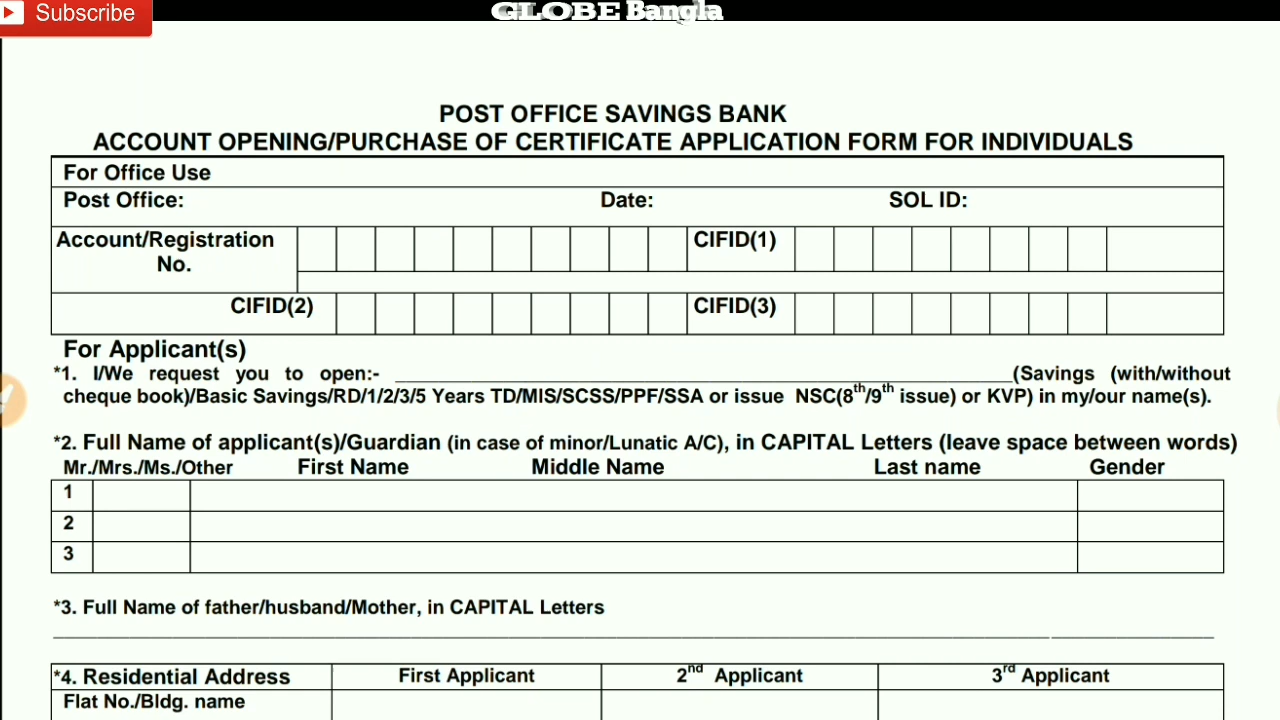 Subscribe
GLOBE Bangla
POST OFFICE SAVINGS BANK
ACCOUNT OPENING/PURCHASE OF CERTIFICATE APPLICATION FORM FOR INDIVIDUALS
For Office Use
Post Office: Date: SOL ID:
Account/Registration No. CIFID(1)
CIFID(2) CIFID(3)
For Applicant(s)
*1. I/We request you to open:- ______________________________(Savings (with/without
cheque book)/Basic Savings/RD/1/2/3/5 Years TD/MIS/SCSS/PPF/SSA or issue NSC(8th/9th issue) or KVP) in my/our name(s).
*2. Full Name of applicant(s)/Guardian (in case of minor/Lunatic A/C), in CAPITAL Letters (leave space between words)
Mr./Mrs./Ms./Other First Name Middle Name Last name Gender
1
2
3
*3. Full Name of father/husband/Mother, in CAPITAL Letters
*4. Residential Address First Applicant 2nd Applicant 3rd Applicant
Flat No./Bldg. name